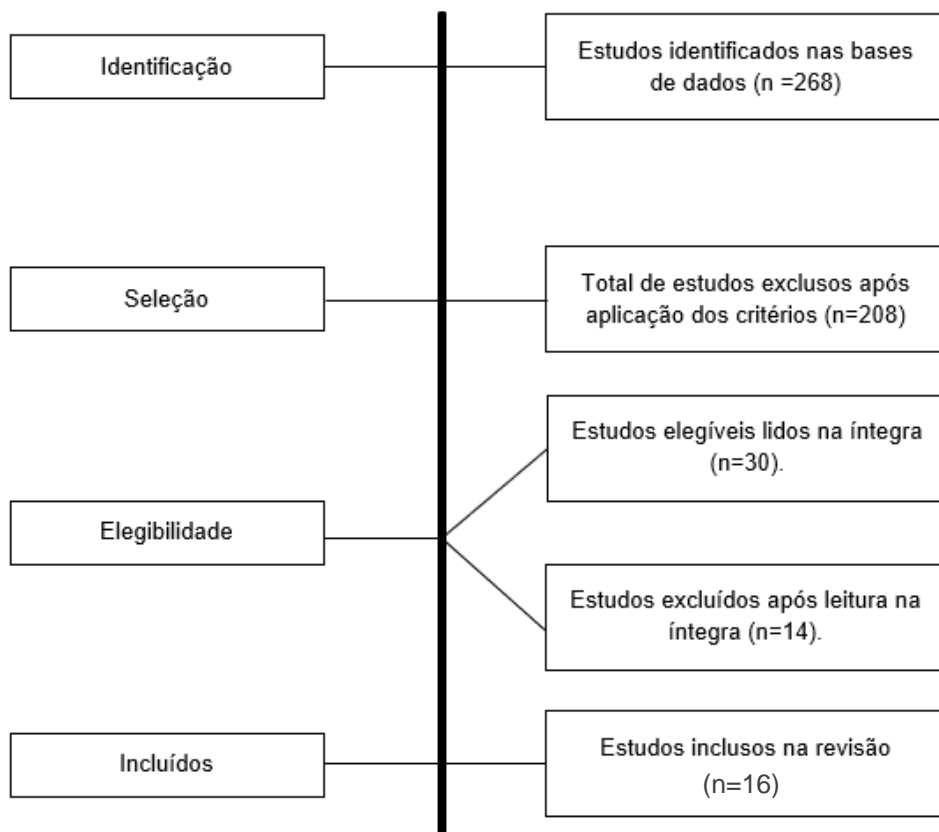 Identificação
Estudos identificados nas bases
de dados (n =268)
Seleção
Total de estudos exclusos após
aplicação dos critérios (n=208)
Elegibilidade
Estudos elegíveis lidos na íntegra
(n=30).
Estudos excluídos após leitura na
íntegra (n=14).
Incluídos
Estudos inclusos na revisão
(n=16)